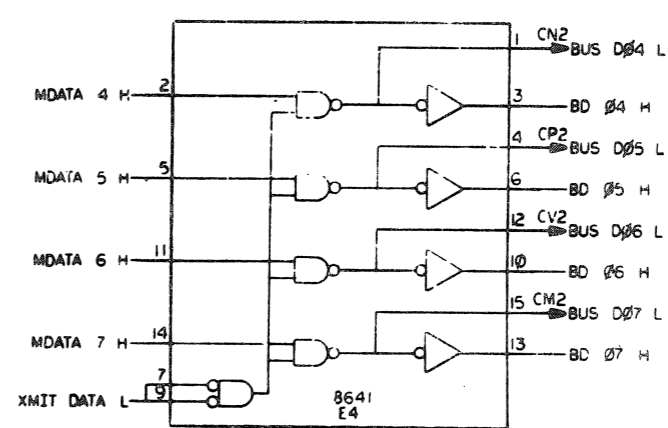 1 CN2 BUS DØ4 L
MDATA 4 H 2
3 BD Ø4 H
4 CP2 BUS DØ5 L
MDATA 5 H 5
6 BD Ø5 H
12 CV2 BUS DØ6 L
MDATA 6 H 11
10 BD Ø6 H
15 CM2 BUS DØ7 L
MDATA 7 H 14
13 BD Ø7 H
7
XMIT DATA L 9
8641
E4